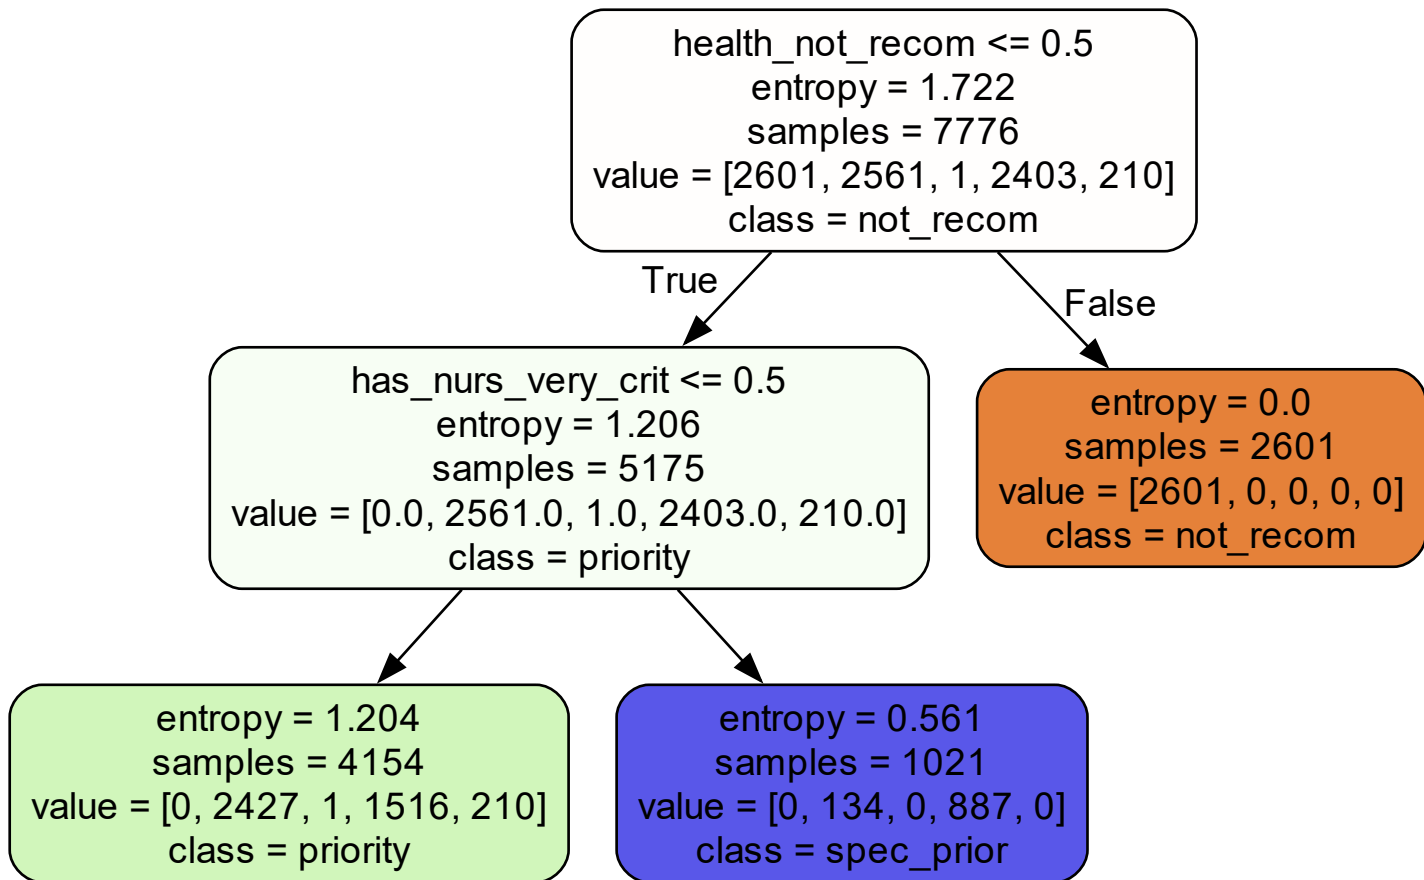 health_not_recom <= 0.5
entropy = 1.722
samples = 7776
value = [2601, 2561, 1, 2403, 210]
class = not_recom
True
False
has_nurs_very_crit <= 0.5
entropy = 1.206
samples = 5175
value = [0.0, 2561.0, 1.0, 2403.0, 210.0]
class = priority
entropy = 0.0
samples = 2601
value = [2601, 0, 0, 0, 0]
class = not_recom
entropy = 1.204
samples = 4154
value = [0, 2427, 1, 1516, 210]
class = priority
entropy = 0.561
samples = 1021
value = [0, 134, 0, 887, 0]
class = spec_prior